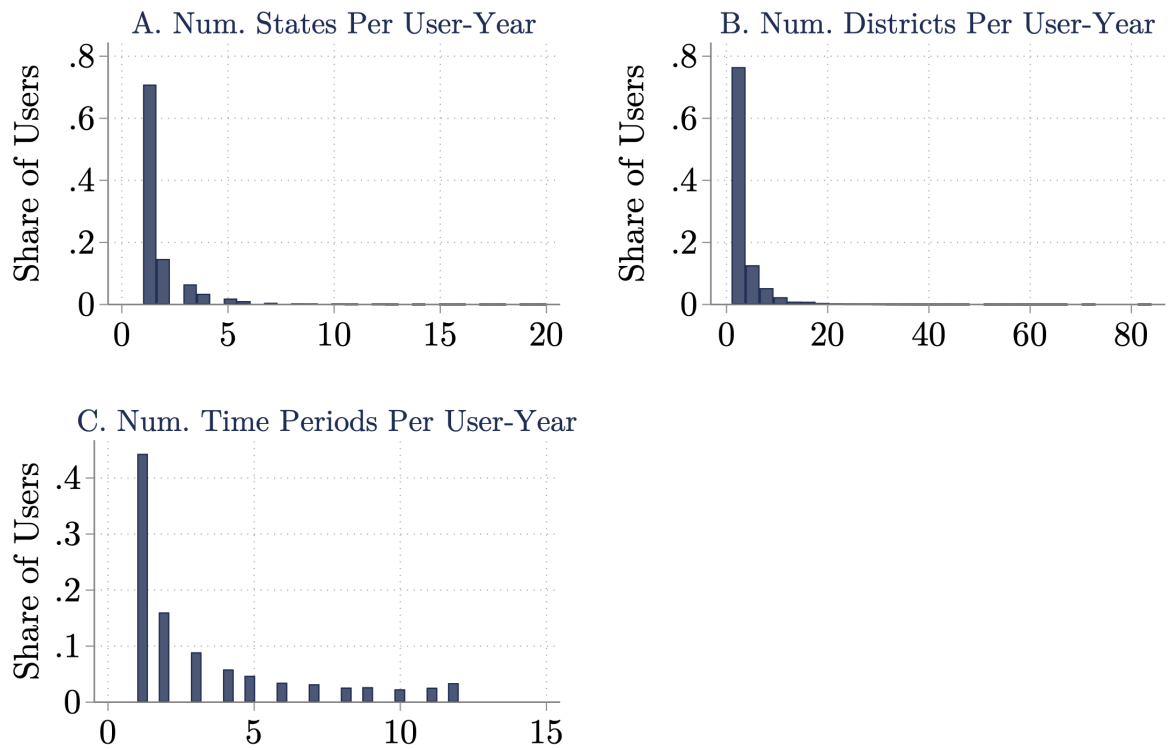 A. Num. States Per User-Year
Share of Users
.8
.6
.4
.2
0
0 5 10 15 20
B. Num. Districts Per User-Year
Share of Users
.8
.6
.4
.2
0
0 20 40 60 80
C. Num. Time Periods Per User-Year
Share of Users
.4
.3
.2
.1
0
0 5 10 15